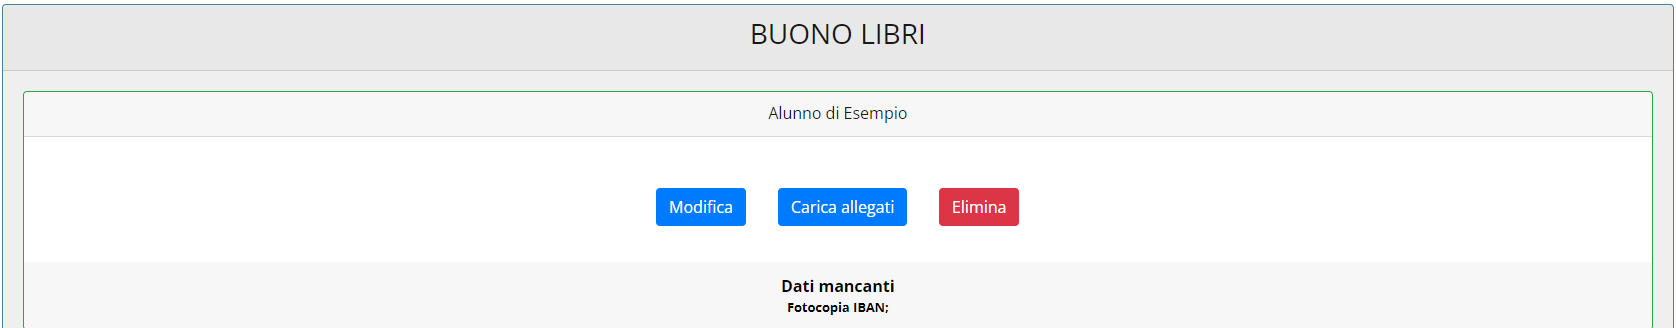 BUONO LIBRI
Alunno di Esempio
Modifica Carica allegati Elimina
Dati mancanti
Fotocopia IBAN;